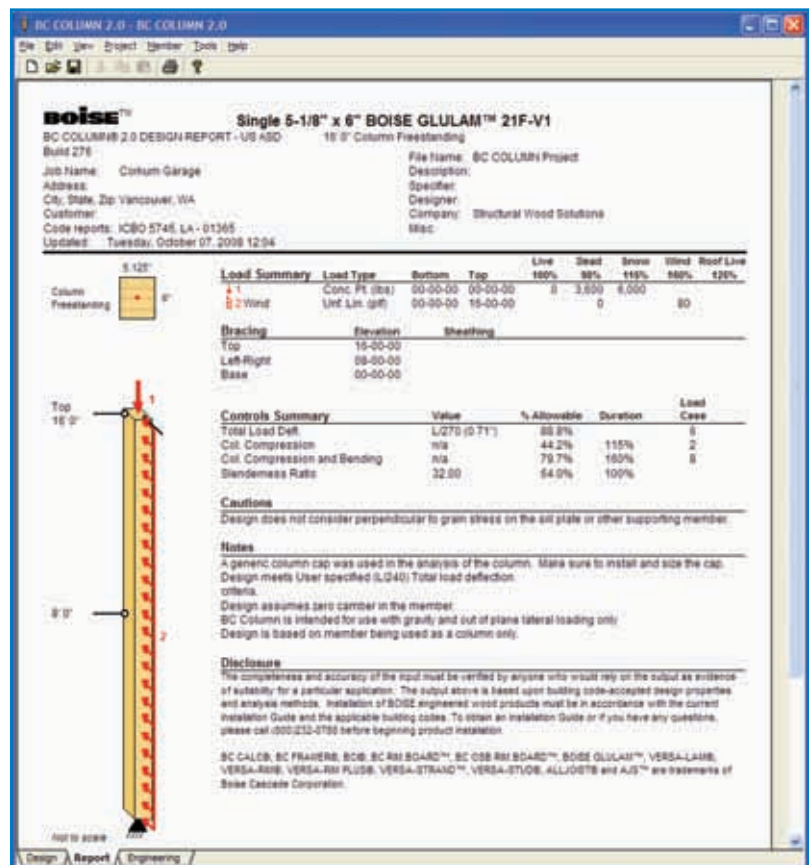 BC COLUMN 2.0 - BC COLUMN 2.0
File Edit View Project Member Tools Help
BOISE™
Single 5-1/8" x 6" BOISE GLULAM™ 21F-V1
BC COLUMN® 2.0 DESIGN REPORT - US ASD 16' 0" Column Freestanding
Build 276
File Name: BC COLUMN Project
Job Name: Corkum Garage
Description:
Address:
Specifier:
City, State, Zip: Vancouver, WA
Designer:
Customer:
Company: Structural Wood Solutions
Code reports: ICBO 5745, LA - 01365
Misc:
Updated: Tuesday, October 07, 2008 12:04
5.125"
Column
Freestanding
6"
Live Dead Snow Wind Roof Live
Load Summary Load Type Bottom Top 100% 90% 115% 160% 125%
1 Conc. Pt. (lbs) 00-00-00 00-00-00 0 3,600 6,000
2 Wind Unf. Lin. (plf) 00-00-00 16-00-00 0 80
Bracing Elevation Sheathing
Top 16-00-00
Left-Right 08-00-00
Base 00-00-00
Top
16' 0"
1
Load
Controls Summary Value % Allowable Duration Case
Total Load Defl. L/270 (0.71") 88.8% 6
Col. Compression n/a 44.2% 115% 2
Col. Compression and Bending n/a 79.7% 160% 8
Slenderness Ratio 32.00 64.0% 100%
Cautions
Design does not consider perpendicular to grain stress on the sill plate or other supporting member.
Notes
A generic column cap was used in the analysis of the column. Make sure to install and size the cap.
Design meets User specified (L/240) Total load deflection
criteria.
Design assumes zero camber in the member.
BC Column is intended for use with gravity and out of plane lateral loading only
Design is based on member being used as a column only.
8' 0"
2
Disclosure
The completeness and accuracy of the input must be verified by anyone who would rely on the output as evidence
of suitability for a particular application. The output above is based upon building code-accepted design properties
and analysis methods. Installation of BOISE engineered wood products must be in accordance with the current
Installation Guide and the applicable building codes. To obtain an Installation Guide or if you have any questions,
please call (800)232-0788 before beginning product installation.
BC CALC®, BC FRAMER®, BCI®, BC RIM BOARD™, BC OSB RIM BOARD™, BOISE GLULAM™, VERSA-LAM®,
VERSA-RIM®, VERSA-RIM PLUS®, VERSA-STRAND™, VERSA-STUD®, ALLJOIST® and AJS™ are trademarks of
Boise Cascade Corporation.
Not to scale
Design Report Engineering